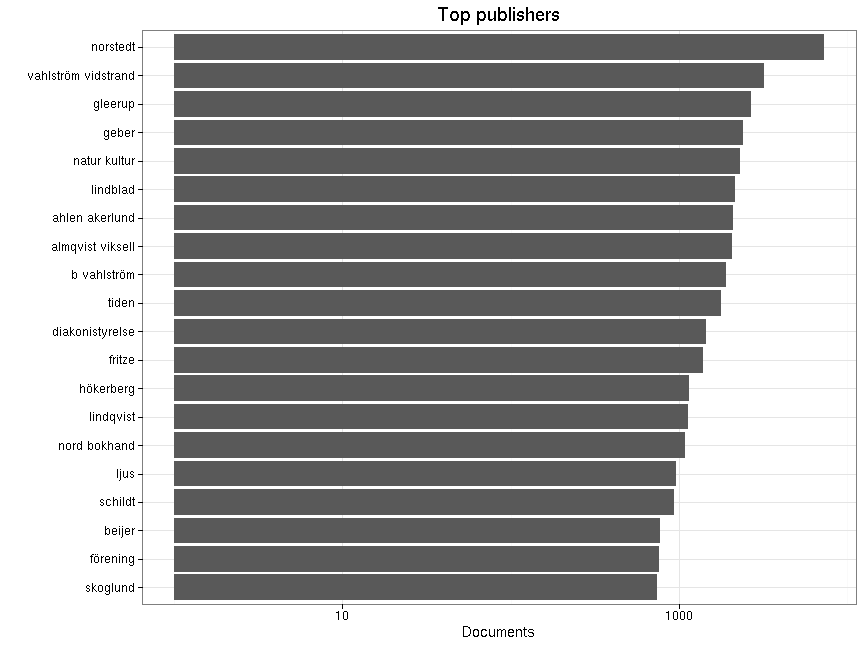 Top publishers
norstedt
vahlström vidstrand
gleerup
geber
natur kultur
lindblad
ahlen akerlund
almqvist viksell
b vahlström
tiden
diakonistyrelse
fritze
hökerberg
lindqvist
nord bokhand
ljus
schildt
beijer
förening
skoglund
10 1000
Documents